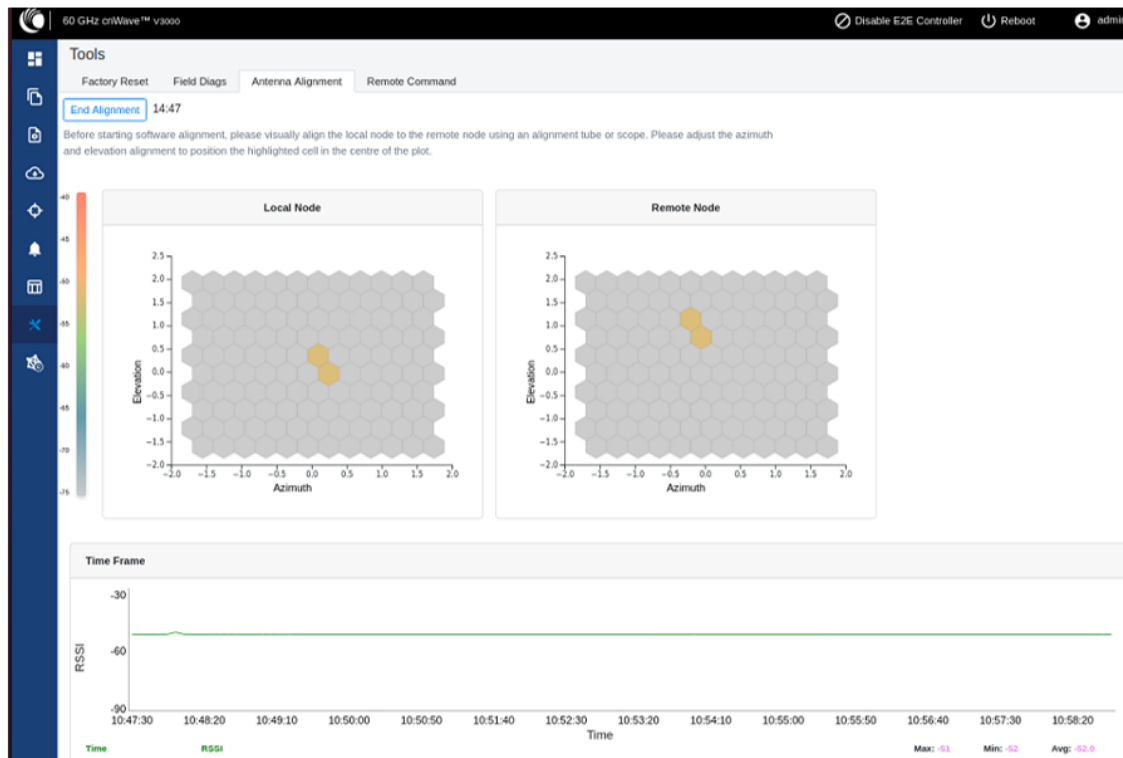 60 GHz cnWave™ V3000
Disable E2E Controller
Reboot
admin
Tools
Factory Reset
Field Diags
Antenna Alignment
Remote Command
End Alignment 14:47
Before starting software alignment, please visually align the local node to the remote node using an alignment tube or scope. Please adjust the azimuth
and elevation alignment to position the highlighted cell in the centre of the plot.
-40
-45
-50
-55
-60
-65
-70
-75
Local Node
Elevation
2.5
2.0
1.5
1.0
0.5
0.0
−0.5
−1.0
−1.5
−2.0
−2.0 −1.5 −1.0 −0.5 0.0 0.5 1.0 1.5 2.0
Azimuth
Remote Node
Elevation
2.5
2.0
1.5
1.0
0.5
0.0
−0.5
−1.0
−1.5
−2.0
−2.0 −1.5 −1.0 −0.5 0.0 0.5 1.0 1.5 2.0
Azimuth
Time Frame
RSSI
-30
-60
-90
10:47:30 10:48:20 10:49:10 10:50:00 10:50:50 10:51:40 10:52:30 10:53:20 10:54:10 10:55:00 10:55:50 10:56:40 10:57:30 10:58:20
Time
Time RSSI Max: -51 Min: -52 Avg: -52.0